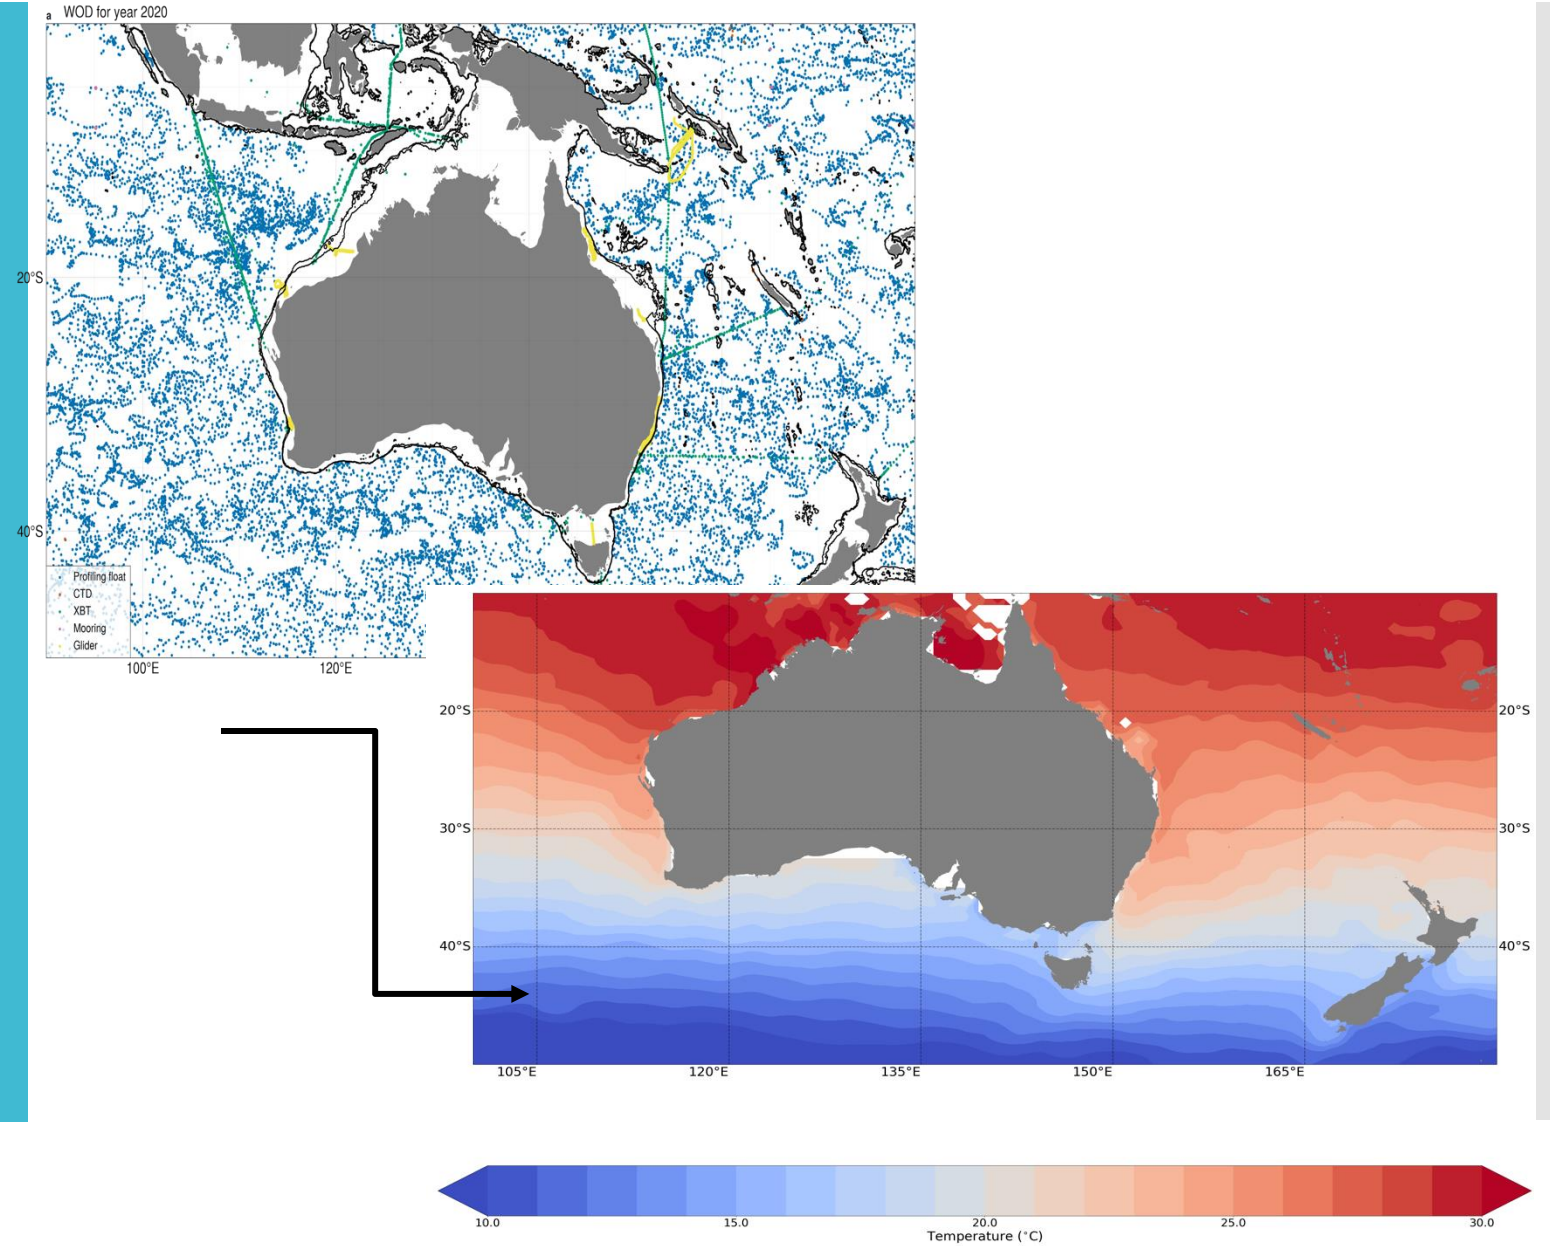 a WOD for year 2020
20°S
40°S
Profiling float
CTD
XBT
Mooring
Glider
100°E 120°E
20°S 20°S
30°S 30°S
40°S 40°S
105°E 120°E 135°E 150°E 165°E
10.0 15.0 20.0 25.0 30.0
Temperature (°C)